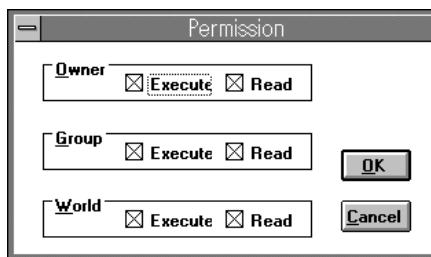 Permission
Owner
Execute Read
Group
Execute Read
OK
World
Execute Read
Cancel